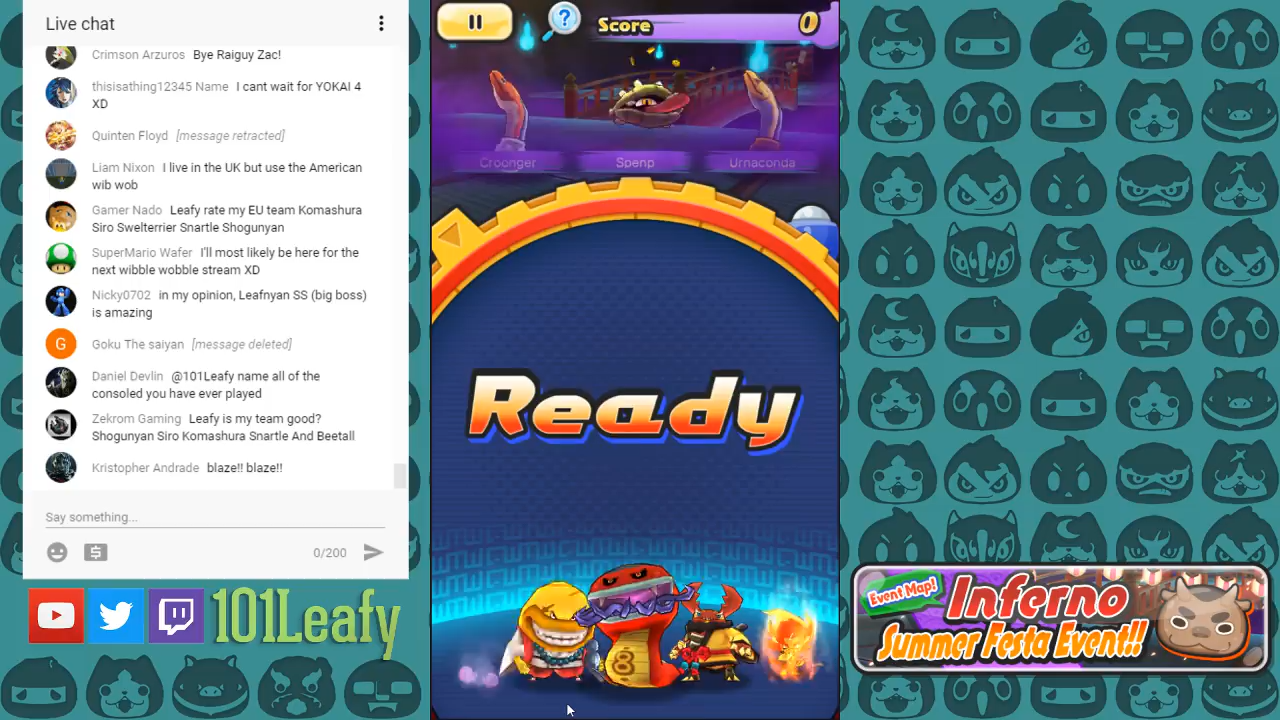 Live chat
Crimson Arzuros Bye Raiguy Zac!
thisisathing12345 Name I cant wait for YOKAI 4
XD
Quinten Floyd [message retracted]
Liam Nixon I live in the UK but use the American
wib wob
Gamer Nado Leafy rate my EU team Komashura
Siro Swelterrier Snartle Shogunyan
SuperMario Wafer I'll most likely be here for the
next wibble wobble stream XD
Nicky0702 in my opinion, Leafnyan SS (big boss)
is amazing
G
Goku The saiyan [message deleted]
Daniel Devlin @101Leafy name all of the
consoled you have ever played
Zekrom Gaming Leafy is my team good?
Shogunyan Siro Komashura Snartle And Beetall
Kristopher Andrade blaze!! blaze!!
Say something...
0/200
101Leafy
?
Score 0
Croonger Spenp Urnaconda
Ready
8
Event Map!
Inferno
Summer Festa Event!!